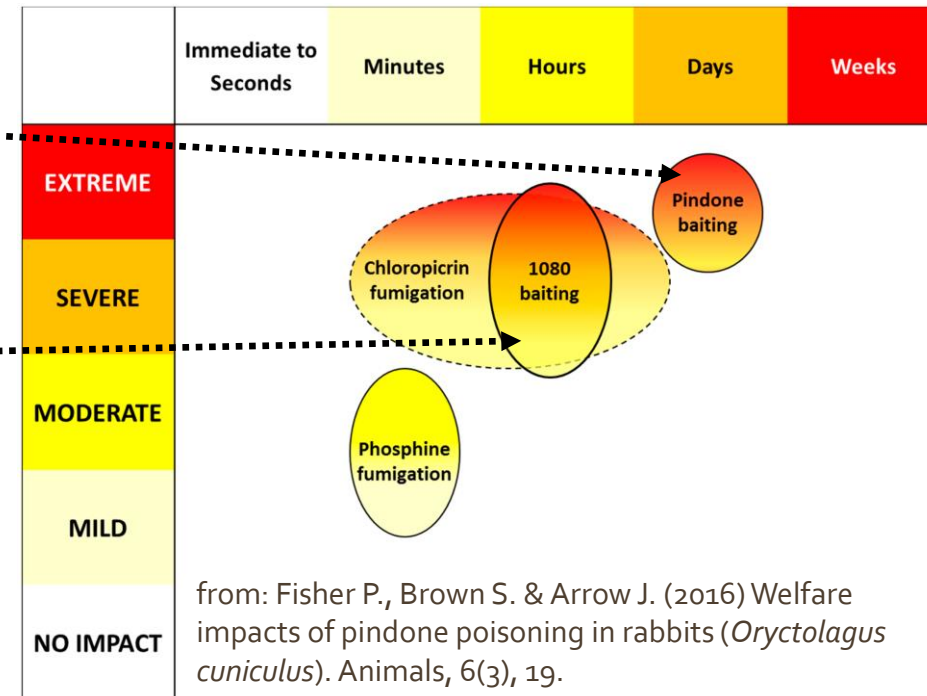 Immediate to
Seconds
Minutes
Hours
Days
Weeks
EXTREME
Pindone
baiting
Chloropicrin
fumigation
1080
baiting
SEVERE
MODERATE
Phosphine
fumigation
MILD
NO IMPACT
from: Fisher P., Brown S. & Arrow J. (2016) Welfare
impacts of pindone poisoning in rabbits (Oryctolagus
cuniculus). Animals, 6(3), 19.